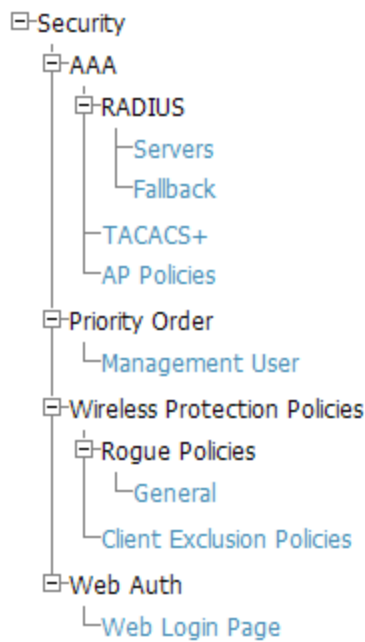 Security
AAA
RADIUS
Servers
Fallback
TACACS+
AP Policies
Priority Order
Management User
Wireless Protection Policies
Rogue Policies
General
Client Exclusion Policies
Web Auth
Web Login Page